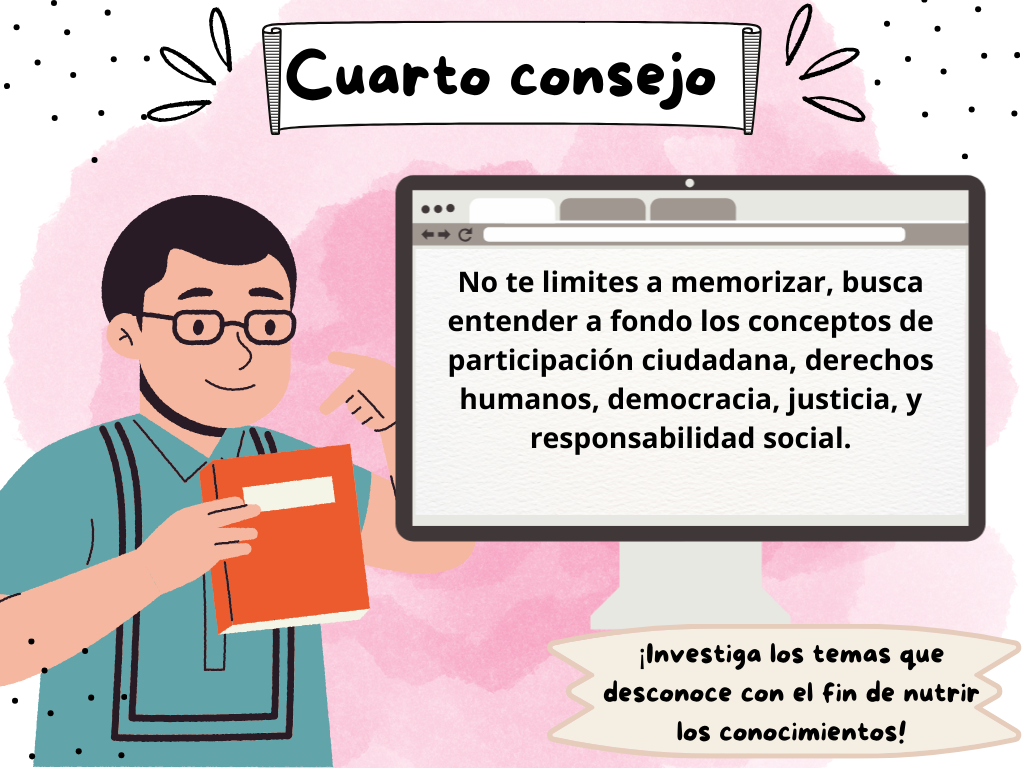 Cuarto consejo
No te limites a memorizar, busca
entender a fondo los conceptos de
participación ciudadana, derechos
humanos, democracia, justicia, y
responsabilidad social.
¡Investiga los temas que
desconoce con el fin de nutrir
los conocimientos!